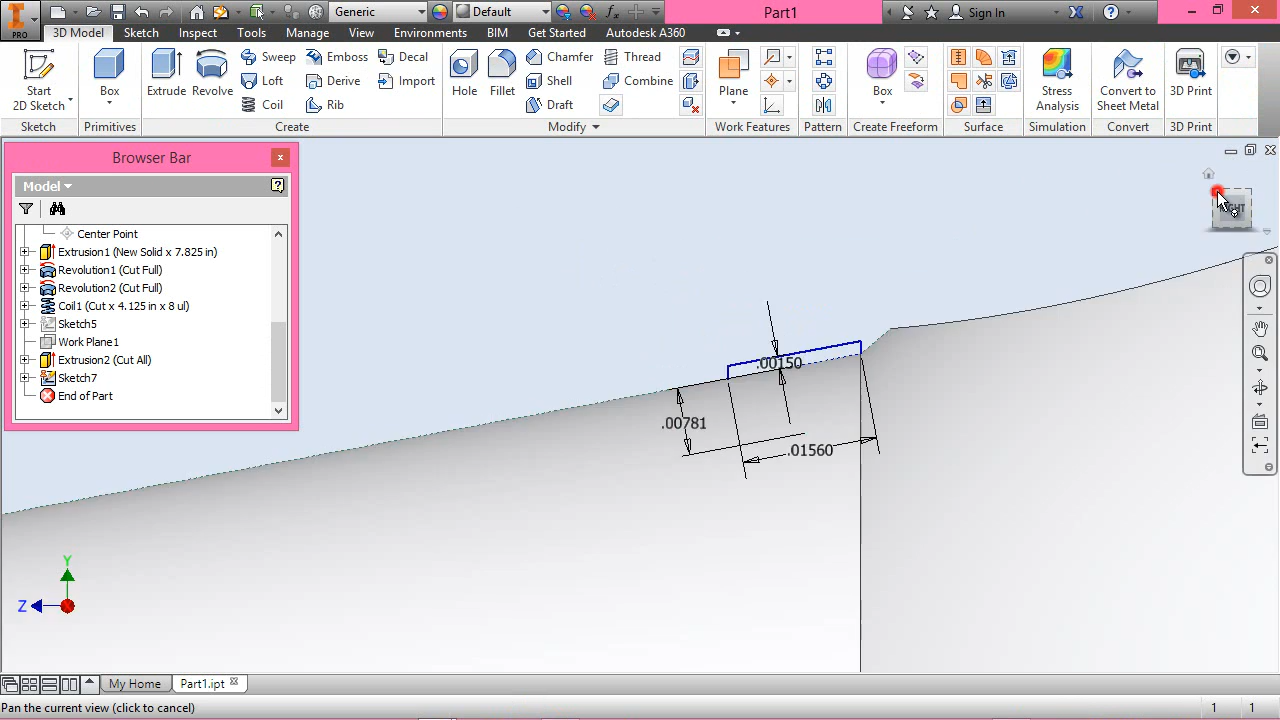 Generic
Default
Part1
Sign In
PRO
3D Model
Sketch
Inspect
Tools
Manage
View
Environments
BIM
Get Started
Autodesk A360
Start
2D Sketch
Box
Extrude
Revolve
Sweep
Loft
Coil
Emboss
Derive
Rib
Decal
Import
Hole
Fillet
Chamfer
Shell
Draft
Thread
Combine
Plane
Box
Stress
Analysis
Convert to
Sheet Metal
3D Print
Sketch
Primitives
Create
Modify
Work Features
Pattern
Create Freeform
Surface
Simulation
Convert
3D Print
Browser Bar
Model
Center Point
Extrusion1 (New Solid x 7.825 in)
Revolution1 (Cut Full)
Revolution2 (Cut Full)
Coil1 (Cut x 4.125 in x 8 ul)
Sketch5
Work Plane1
Extrusion2 (Cut All)
Sketch7
End of Part
.00150
.00781
.01560
Y
Z
My Home
Part1.ipt
Pan the current view (click to cancel)
1
1